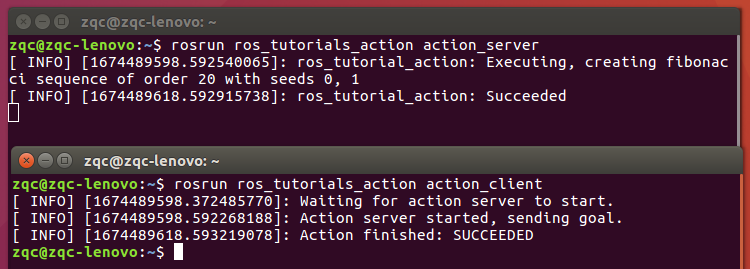 zqc@zqc-lenovo: ~
zqc@zqc-lenovo:~$ rosrun ros_tutorials_action action_server
[ INFO] [1674489598.592540065]: ros_tutorial_action: Executing, creating fibonac
ci sequence of order 20 with seeds 0, 1
[ INFO] [1674489618.592915738]: ros_tutorial_action: Succeeded
zqc@zqc-lenovo: ~
zqc@zqc-lenovo:~$ rosrun ros_tutorials_action action_client
[ INFO] [1674489598.372485770]: Waiting for action server to start.
[ INFO] [1674489598.592268188]: Action server started, sending goal.
[ INFO] [1674489618.593219078]: Action finished: SUCCEEDED
zqc@zqc-lenovo:~$